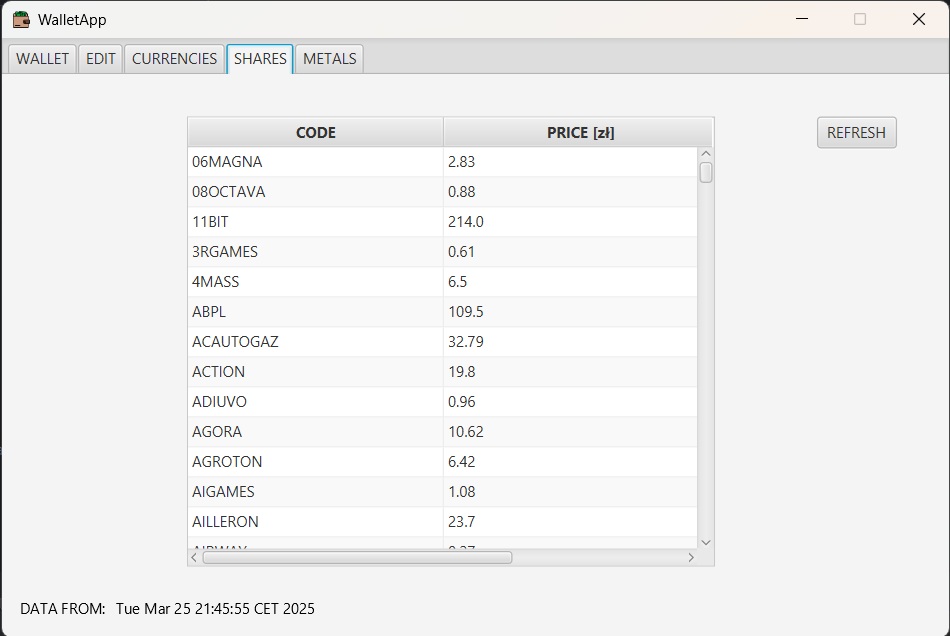 WalletApp
WALLET EDIT CURRENCIES SHARES METALS
CODE PRICE [zł] REFRESH
06MAGNA 2.83
08OCTAVA 0.88
11BIT 214.0
3RGAMES 0.61
4MASS 6.5
ABPL 109.5
ACAUTOGAZ 32.79
ACTION 19.8
ADIUVO 0.96
AGORA 10.62
AGROTON 6.42
AIGAMES 1.08
AILLERON 23.7
DATA FROM: Tue Mar 25 21:45:55 CET 2025